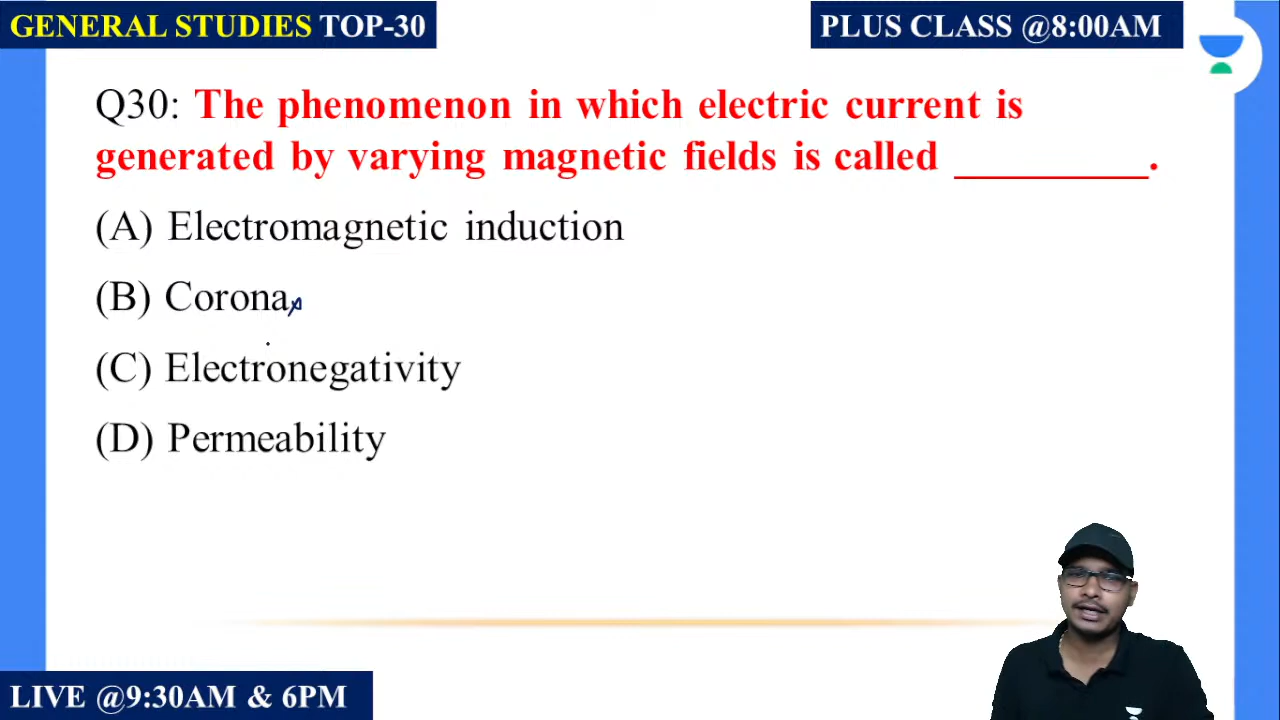 GENERAL STUDIES TOP-30
PLUS CLASS @8:00AM
Q30: The phenomenon in which electric current is
generated by varying magnetic fields is called _________.
(A) Electromagnetic induction
(B) Corona
(C) Electronegativity
(D) Permeability
LIVE @9:30AM & 6PM